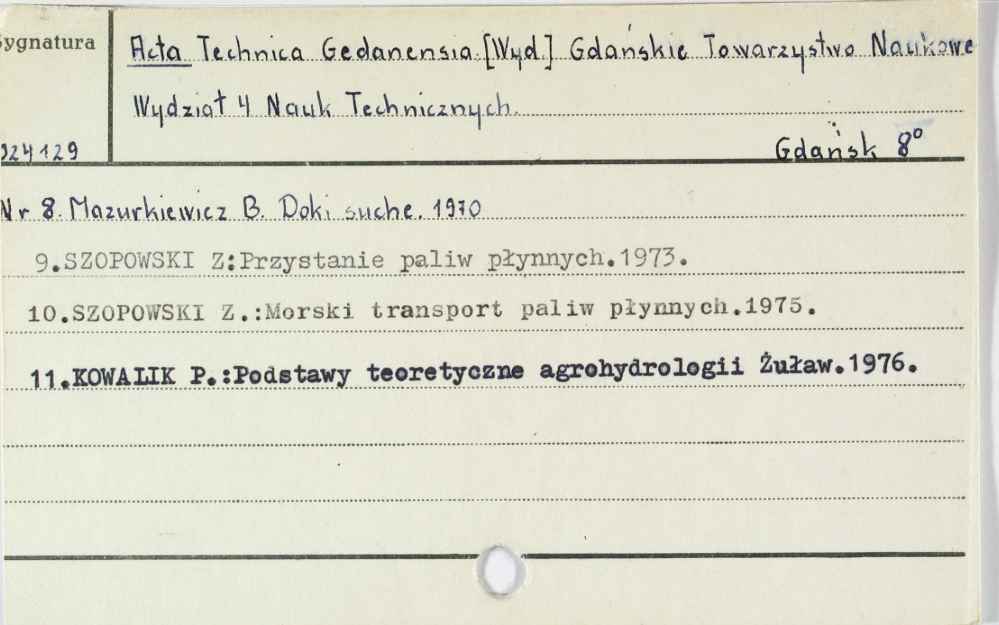 Sygnatura
Acta Technica Gedanensia. [Wyd.] Gdańskie Towarzystwo Naukowe
Wydział 4 Nauk Technicznych.
924129
Gdańsk 8°
Nr 8. Mazurkiewicz B. Doki suche. 1970
9.SZOPOWSKI Z:Przystanie paliw płynnych.1973.
10.SZOPOWSKI Z.:Morski transport paliw płynnych.1975.
11.KOWALIK P.:Podstawy teoretyczne agrohydrologii Żuław.1976.